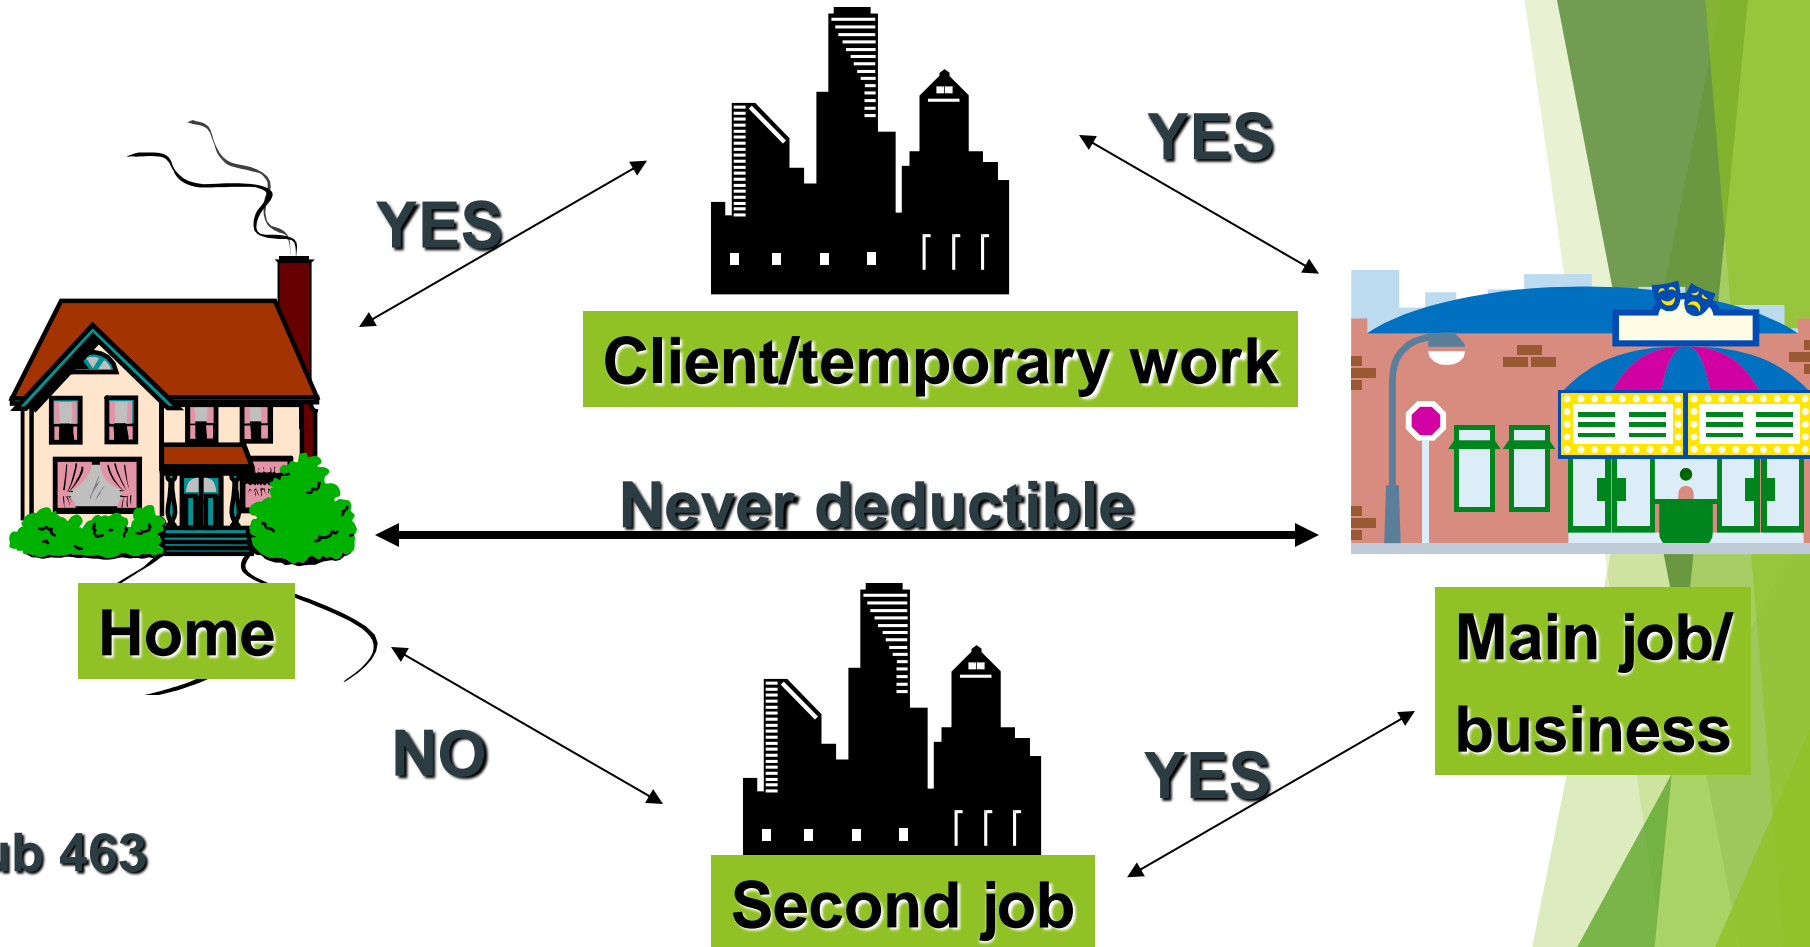 YES
YES
Client/temporary work
Never deductible
Home
Main job/
business
NO
YES
463
Second job